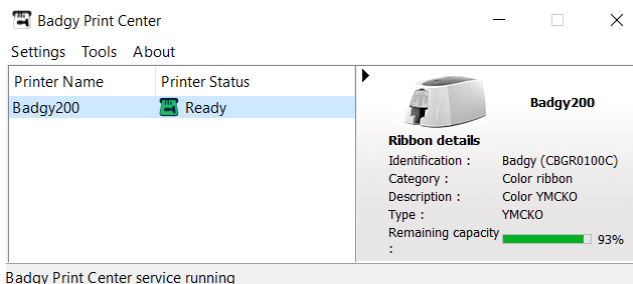 Badgy Print Center
Settings Tools About
Printer Name Printer Status
Badgy200 Ready
Badgy200
Ribbon details
Identification : Badgy (CBGR0100C)
Category : Color ribbon
Description : Color YMCKO
Type : YMCKO
Remaining capacity
: 93%
Badgy Print Center service running